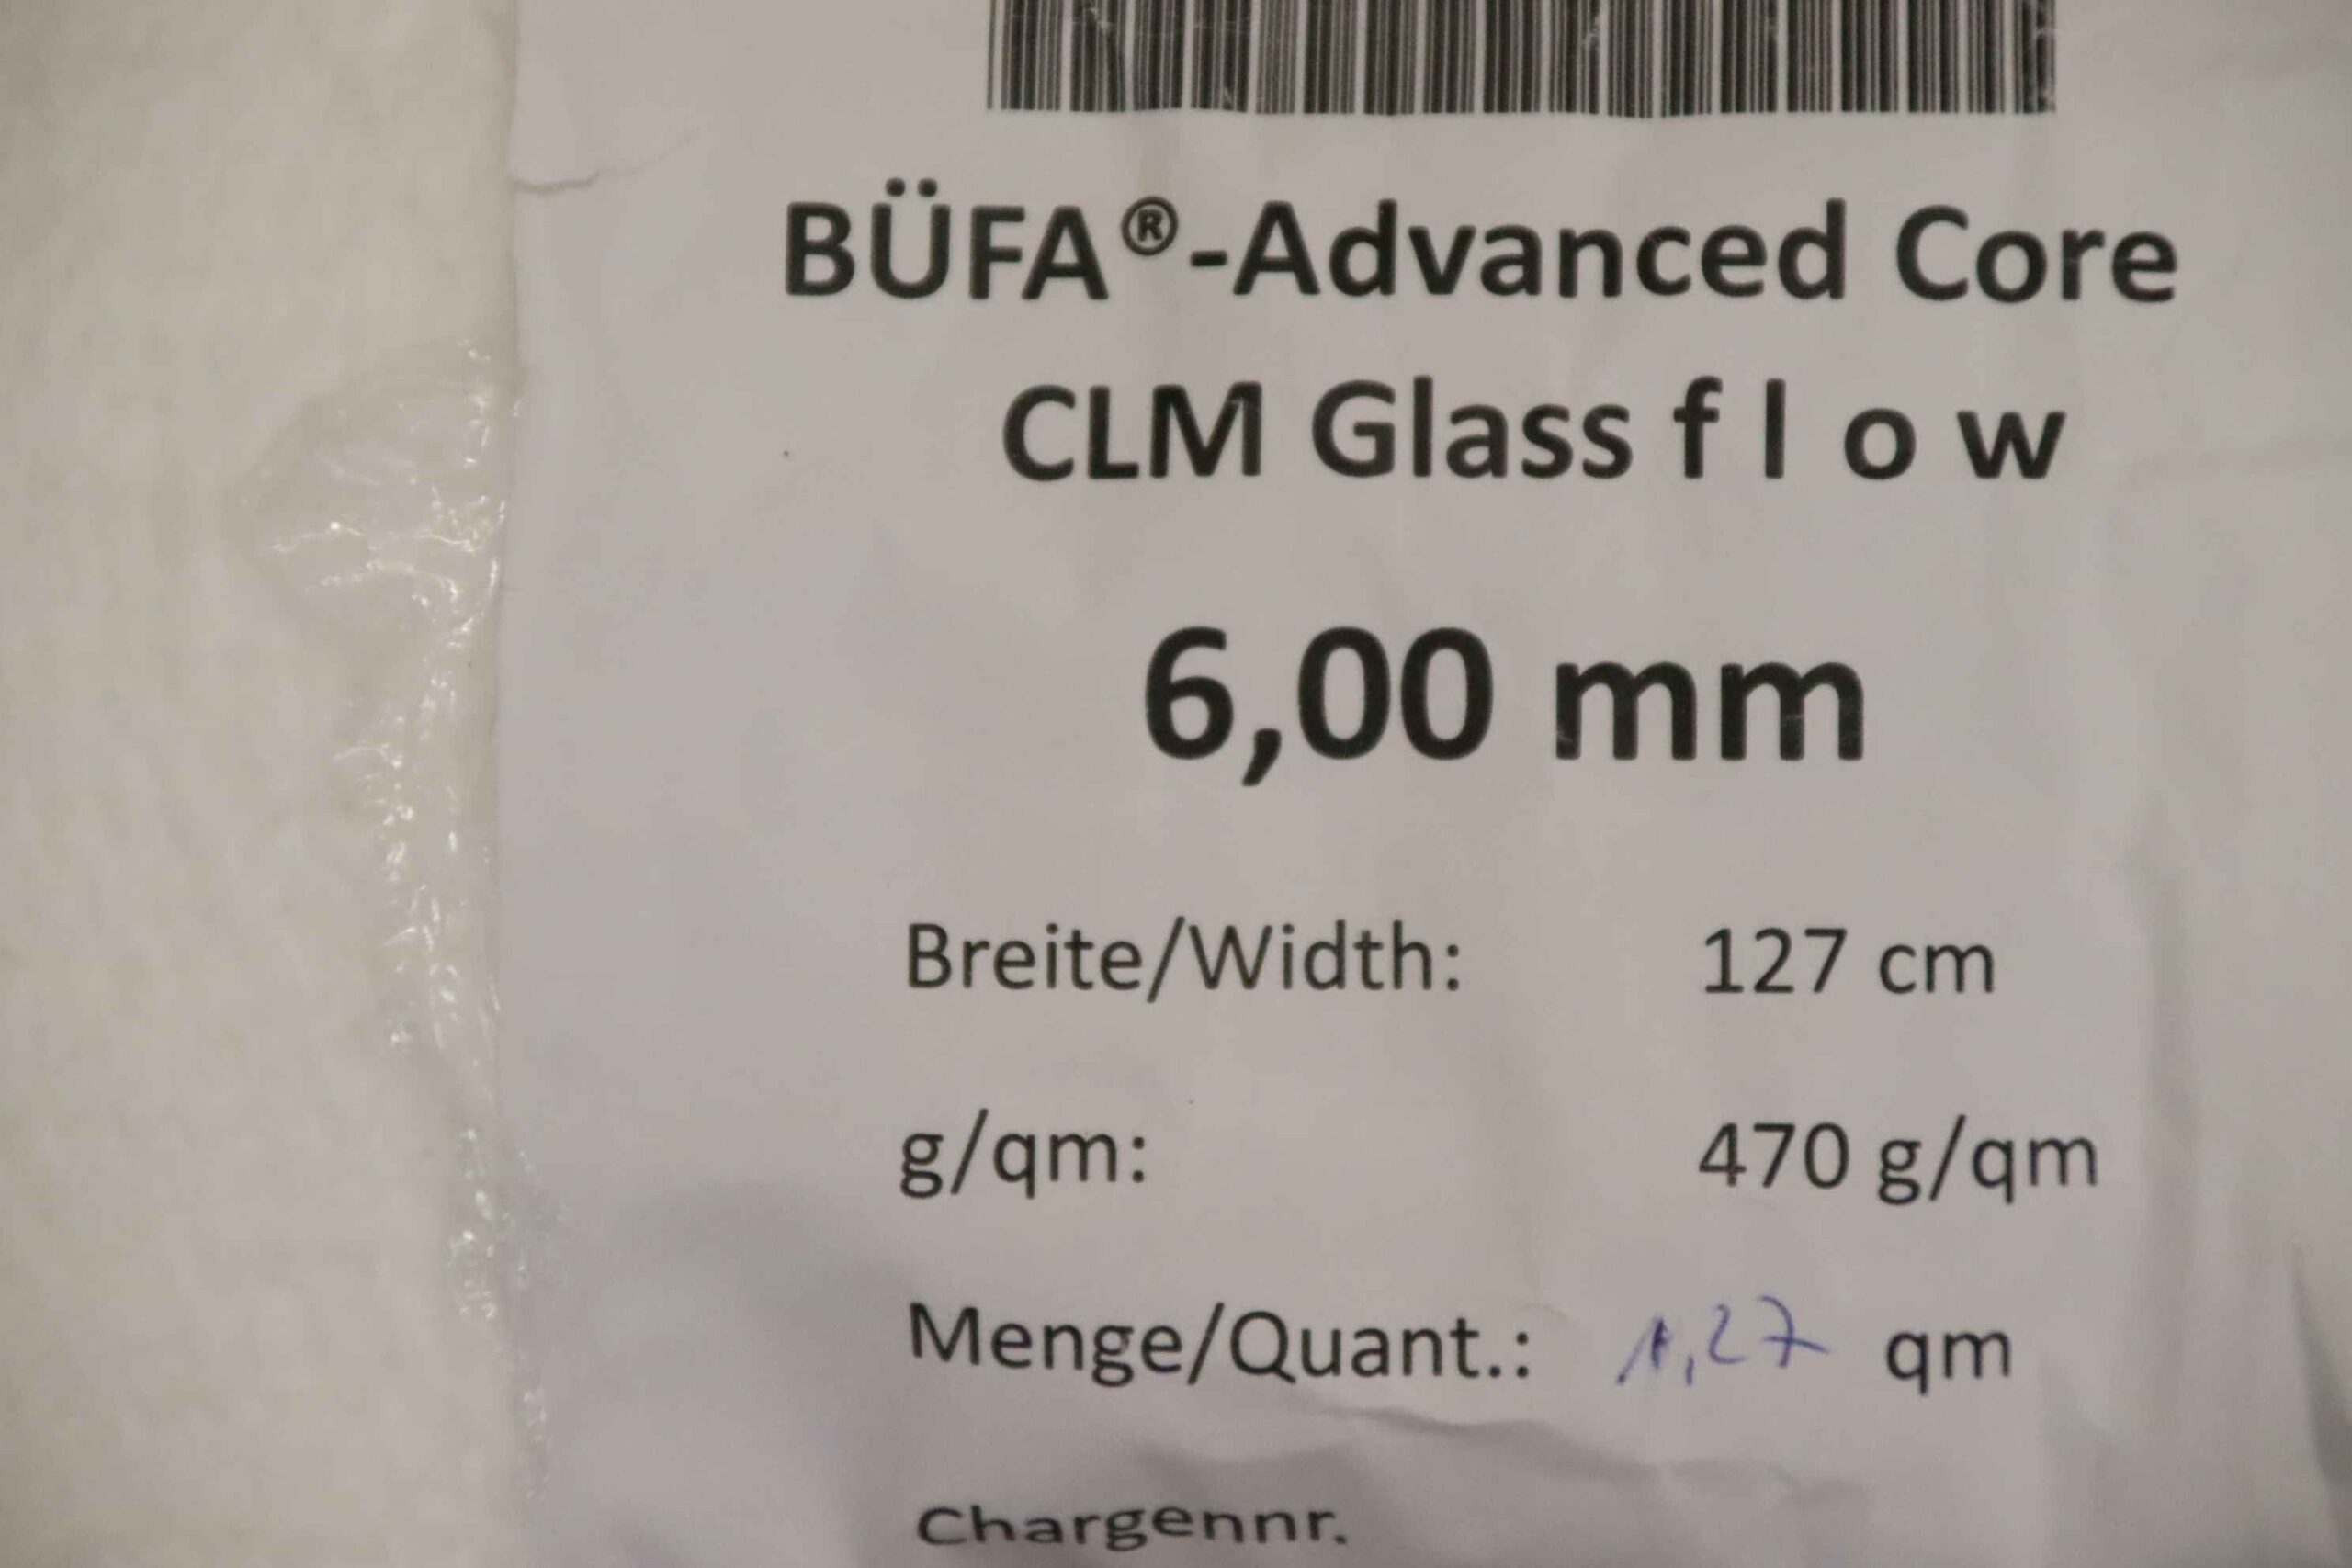 BÜFA®-Advanced Core
CLM Glass f l o w
6,00 mm
Breite/Width: 127 cm
g/qm: 470 g/qm
Menge/Quant.: 1,27 qm
Chargennr.